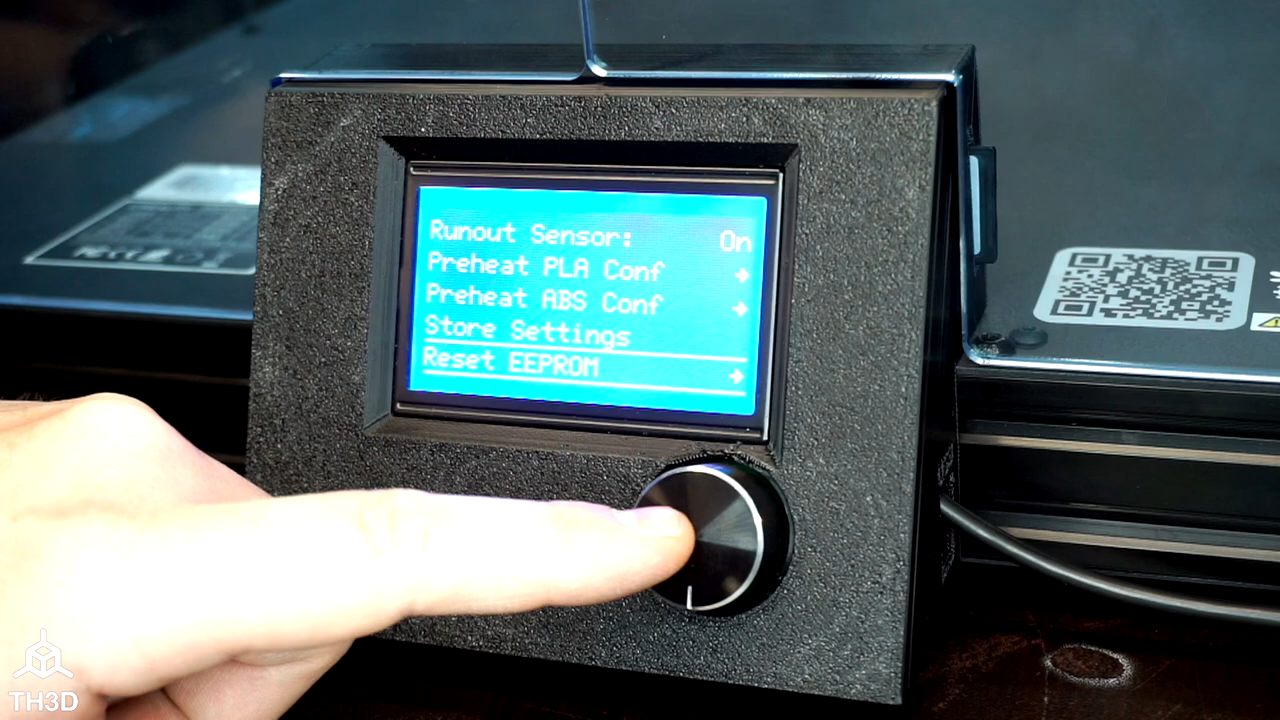 Runout Sensor: On
Preheat PLA Conf →
Preheat ABS Conf →
Store Settings
Reset EEPROM →
TH3D